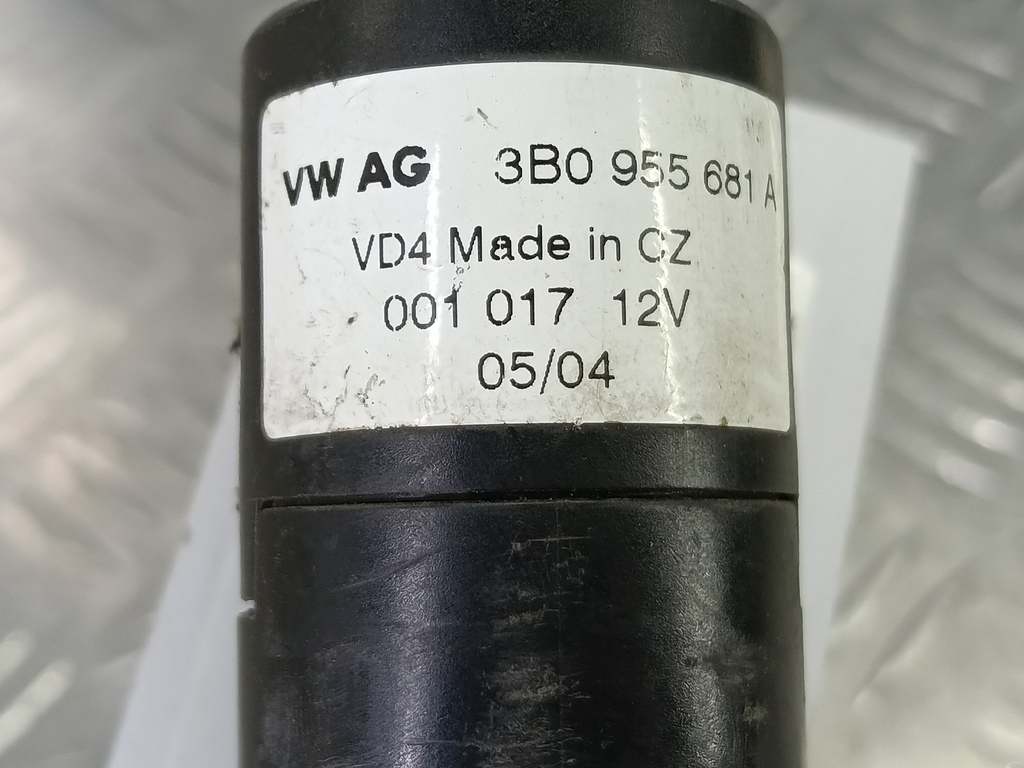 VW AG 3B0 955 681 A
VD4 Made in CZ
001 017 12V
05/04